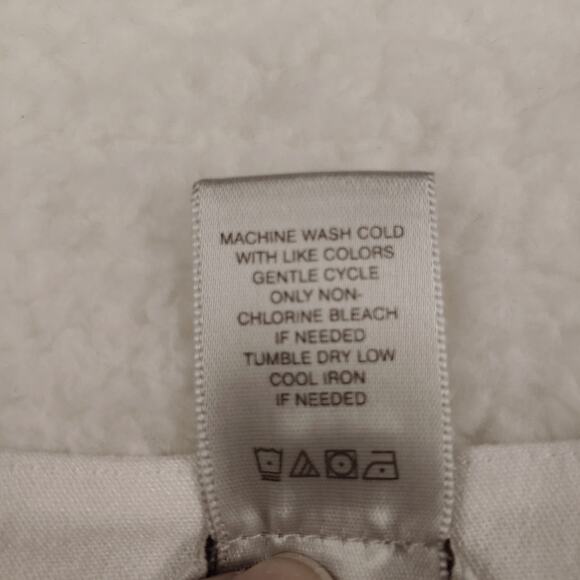 MACHINE WASH COLD
WITH LIKE COLORS
GENTLE CYCLE
ONLY NON-
CHLORINE BLEACH
IF NEEDED
TUMBLE DRY LOW
COOL IRON
IF NEEDED